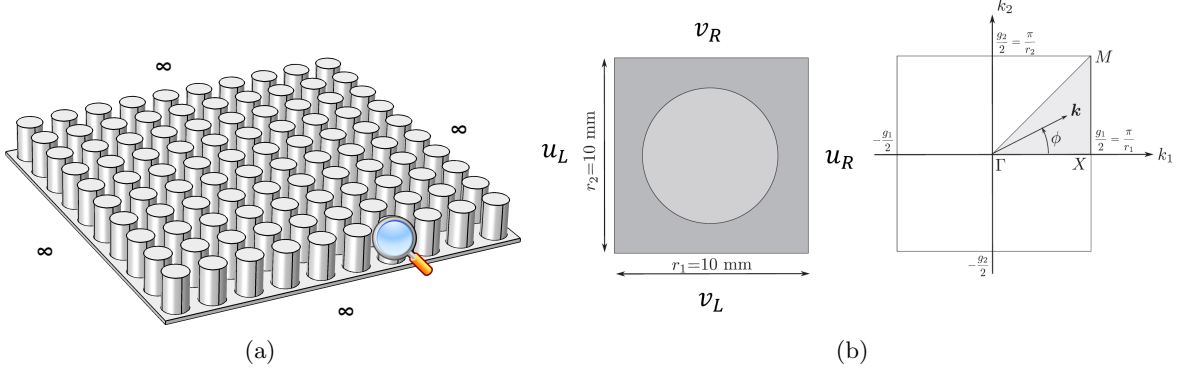 ∞
∞
∞
∞
(a)
v_R
u_L
r_2=10 mm
u_R
r_1=10 mm
v_L
k_2
g_2/2 = π/r_2
M
k
ϕ
-g_1/2
g_1/2 = π/r_1
Γ
X
k_1
-g_2/2
(b)